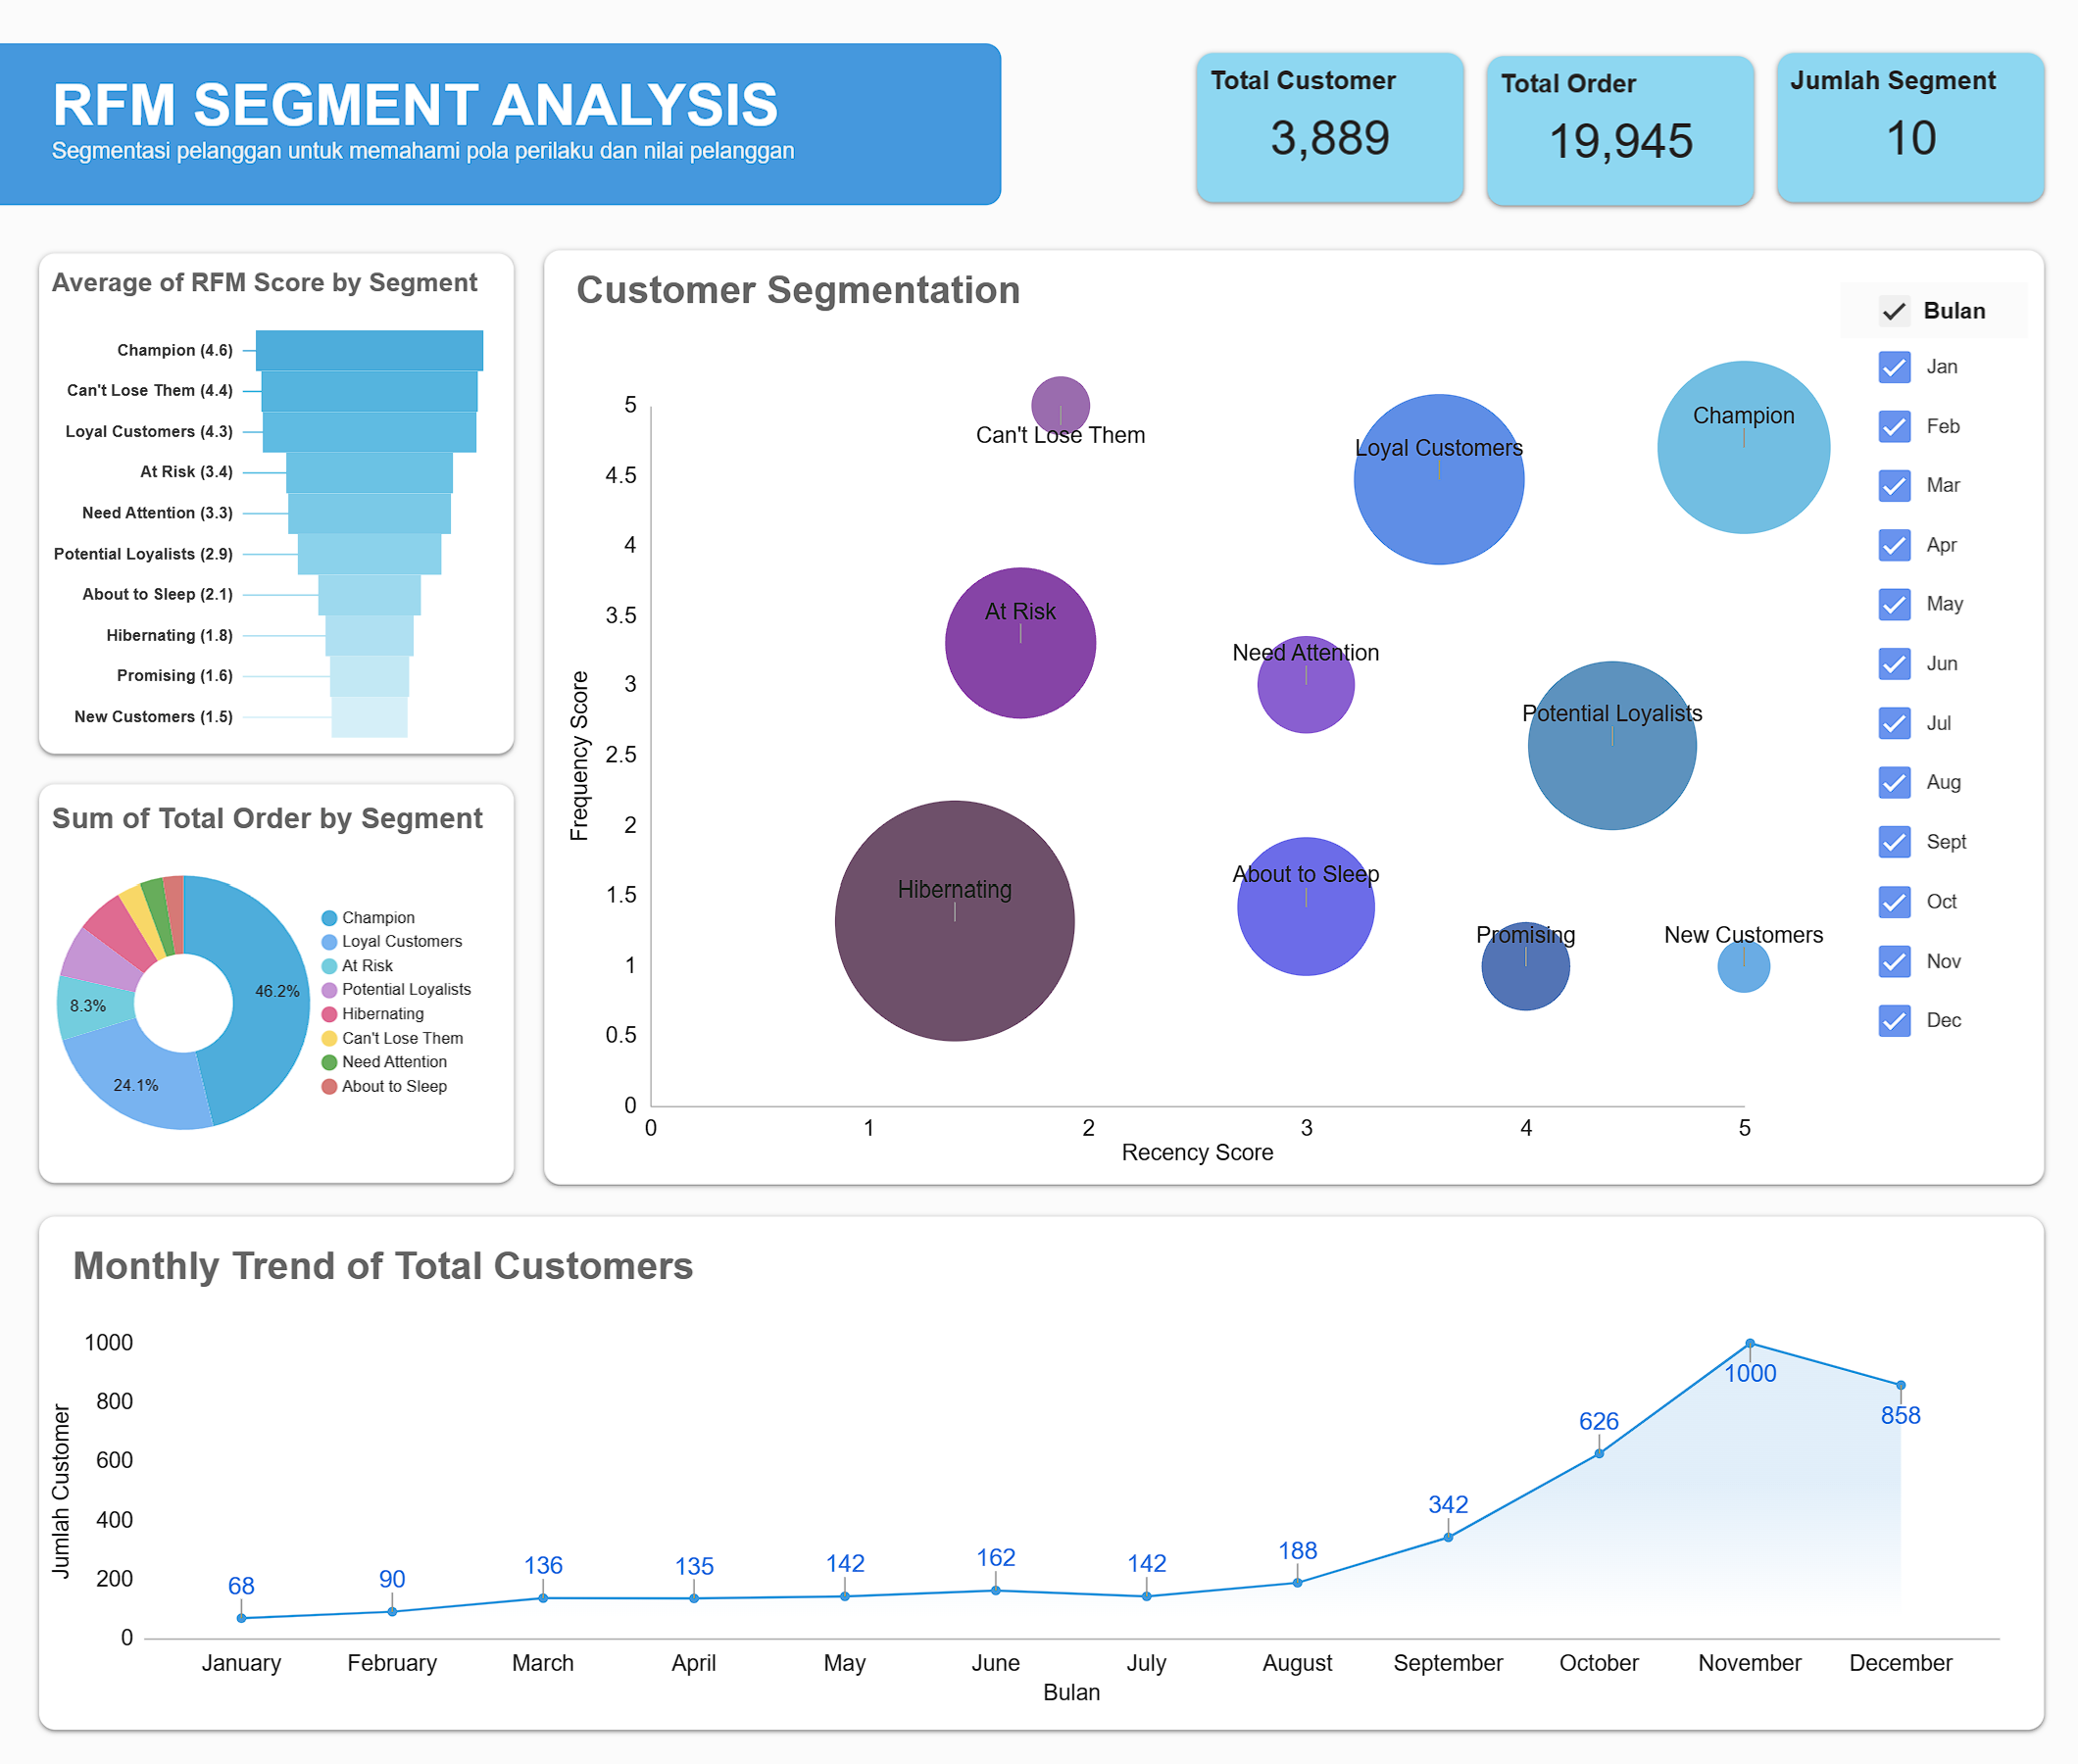 RFM SEGMENT ANALYSIS
Segmentasi pelanggan untuk memahami pola perilaku dan nilai pelanggan
Total Customer
3,889
Total Order
19,945
Jumlah Segment
10
Average of RFM Score by Segment
Champion (4.6)
Can't Lose Them (4.4)
Loyal Customers (4.3)
At Risk (3.4)
Need Attention (3.3)
Potential Loyalists (2.9)
About to Sleep (2.1)
Hibernating (1.8)
Promising (1.6)
New Customers (1.5)
Sum of Total Order by Segment
46.2%
8.3%
24.1%
Champion
Loyal Customers
At Risk
Potential Loyalists
Hibernating
Can't Lose Them
Need Attention
About to Sleep
Customer Segmentation
Frequency Score
5
4.5
4
3.5
3
2.5
2
1.5
1
0.5
0
Can't Lose Them
Loyal Customers
Champion
At Risk
Need Attention
Potential Loyalists
Hibernating
About to Sleep
Promising
New Customers
0 1 2 3 4 5
Recency Score
Bulan
Jan
Feb
Mar
Apr
May
Jun
Jul
Aug
Sept
Oct
Nov
Dec
Monthly Trend of Total Customers
Jumlah Customer
1000
800
600
400
200
0
68 90 136 135 142 162 142 188 342 626 1000 858
January February March April May June July August September October November December
Bulan